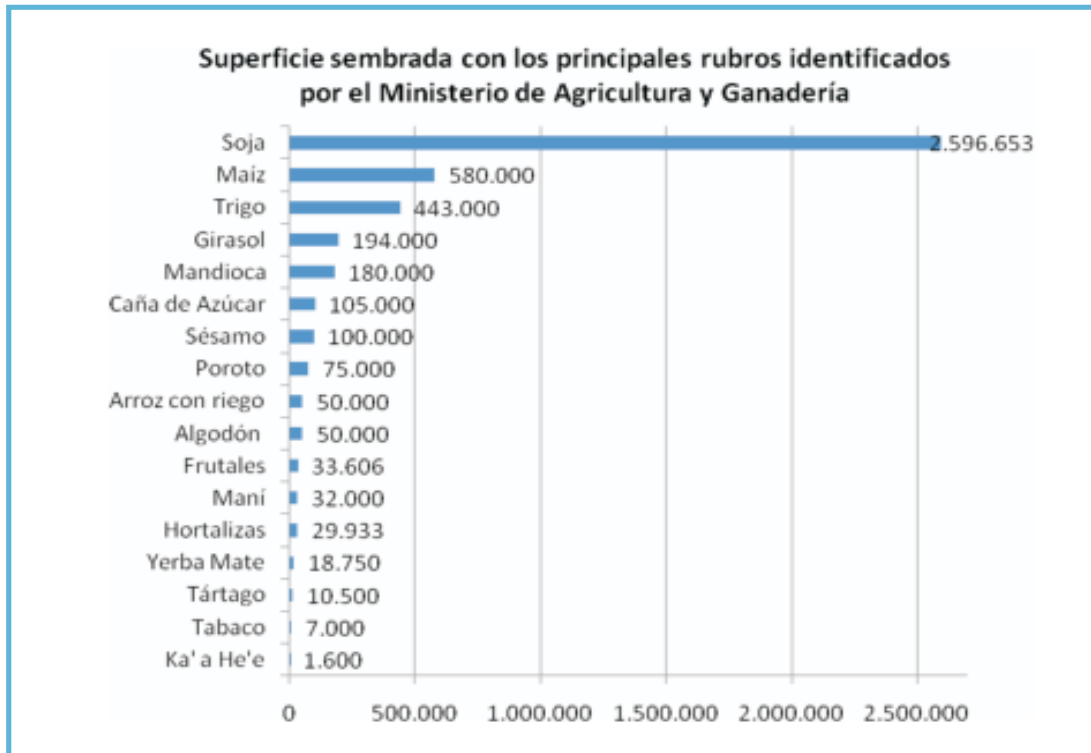 Superficie sembrada con los principales rubros identificados
por el Ministerio de Agricultura y Ganadería
Soja 2.596.653
Maíz 580.000
Trigo 443.000
Girasol 194.000
Mandioca 180.000
Caña de Azúcar 105.000
Sésamo 100.000
Poroto 75.000
Arroz con riego 50.000
Algodón 50.000
Frutales 33.606
Maní 32.000
Hortalizas 29.933
Yerba Mate 18.750
Tártago 10.500
Tabaco 7.000
Ka' a He'e 1.600
0 500.000 1.000.000 1.500.000 2.000.000 2.500.000